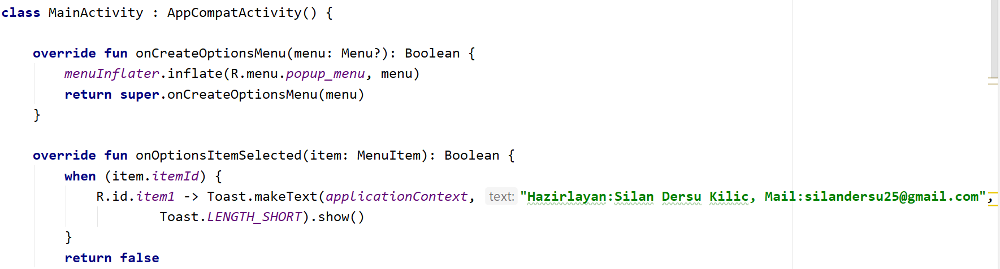 class MainActivity : AppCompatActivity() {
override fun onCreateOptionsMenu(menu: Menu?): Boolean {
menuInflater.inflate(R.menu.popup_menu, menu)
return super.onCreateOptionsMenu(menu)
}
override fun onOptionsItemSelected(item: MenuItem): Boolean {
when (item.itemId) {
R.id.item1 -> Toast.makeText(applicationContext, text: "Hazirlayan:Silan Dersu Kilic, Mail:silandersu25@gmail.com",
Toast.LENGTH_SHORT).show()
}
return false